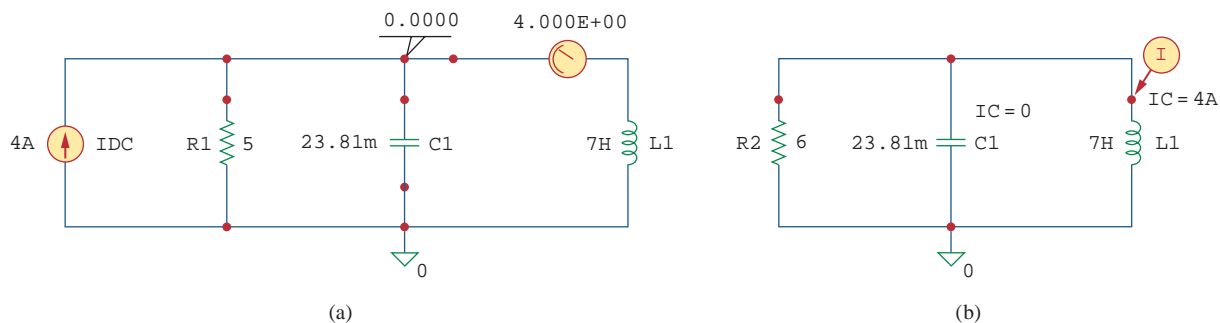 0.0000
4.000E+00
4A
IDC
R1
5
23.81m
C1
7H
L1
0
(a)
I
IC=0
IC=4A
R2
6
23.81m
C1
7H
L1
0
(b)